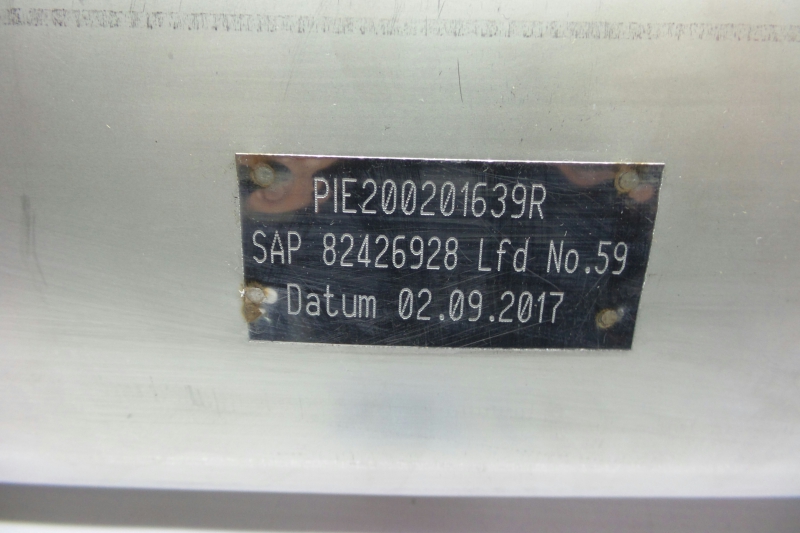 PIE200201639R
SAP 82426928 Lfd No.59
Datum 02.09.2017